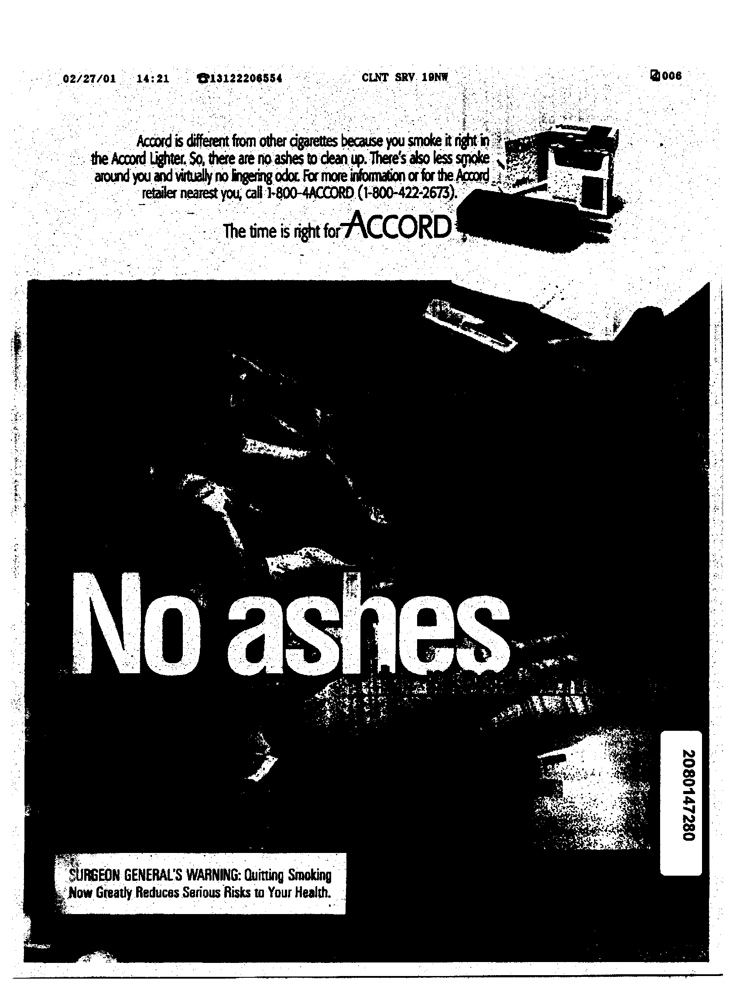 02/27/01 14:21 ☎13122206554 CLNT SRV 19NW 006
Accord is different from other cigarettes because you smoke it right in
the Accord Lighter. So, there are no ashes to clean up. There's also less smoke
around you and virtually no lingering odor. For more information or for the Accord
retailer nearest you, call 1-800-4ACCORD (1-800-422-2673).
The time is right for ACCORD
No ashes
2080147280
SURGEON GENERAL'S WARNING: Quitting Smoking
Now Greatly Reduces Serious Risks to Your Health.